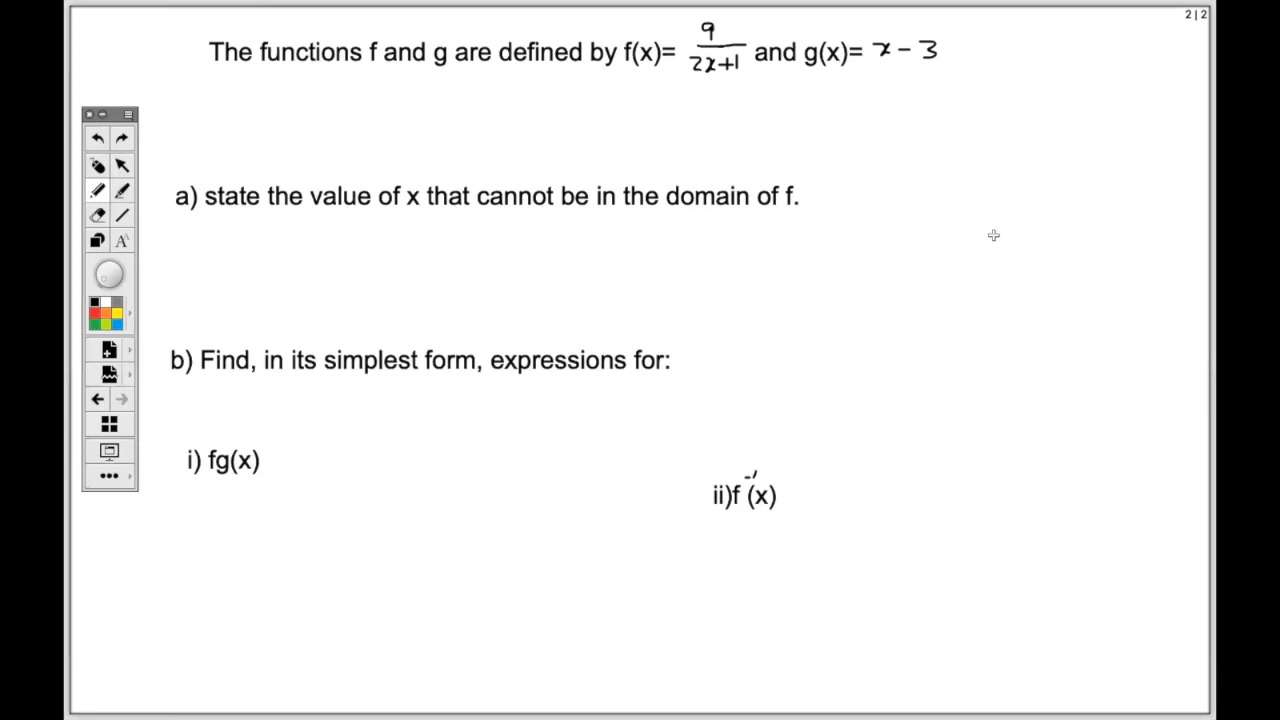 2|2
The functions f and g are defined by f(x)= 9/(2x+1) and g(x)= x - 3
a) state the value of x that cannot be in the domain of f.
b) Find, in its simplest form, expressions for:
i) fg(x)
ii)f⁻¹(x)
A